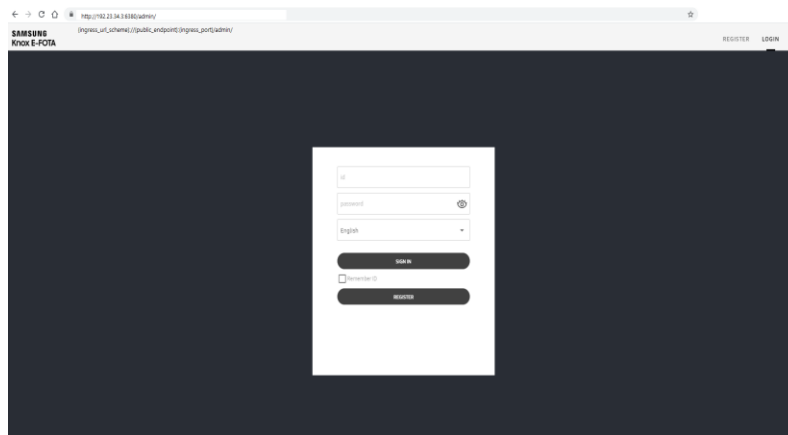 http://192.23.34.3:6380/admin/
{ingress_url_scheme}://{public_endpoint}:{ingress_port}/admin/
SAMSUNG
Knox E-FOTA
REGISTER LOGIN
id
password
English
SIGN IN
Remember ID
REGISTER